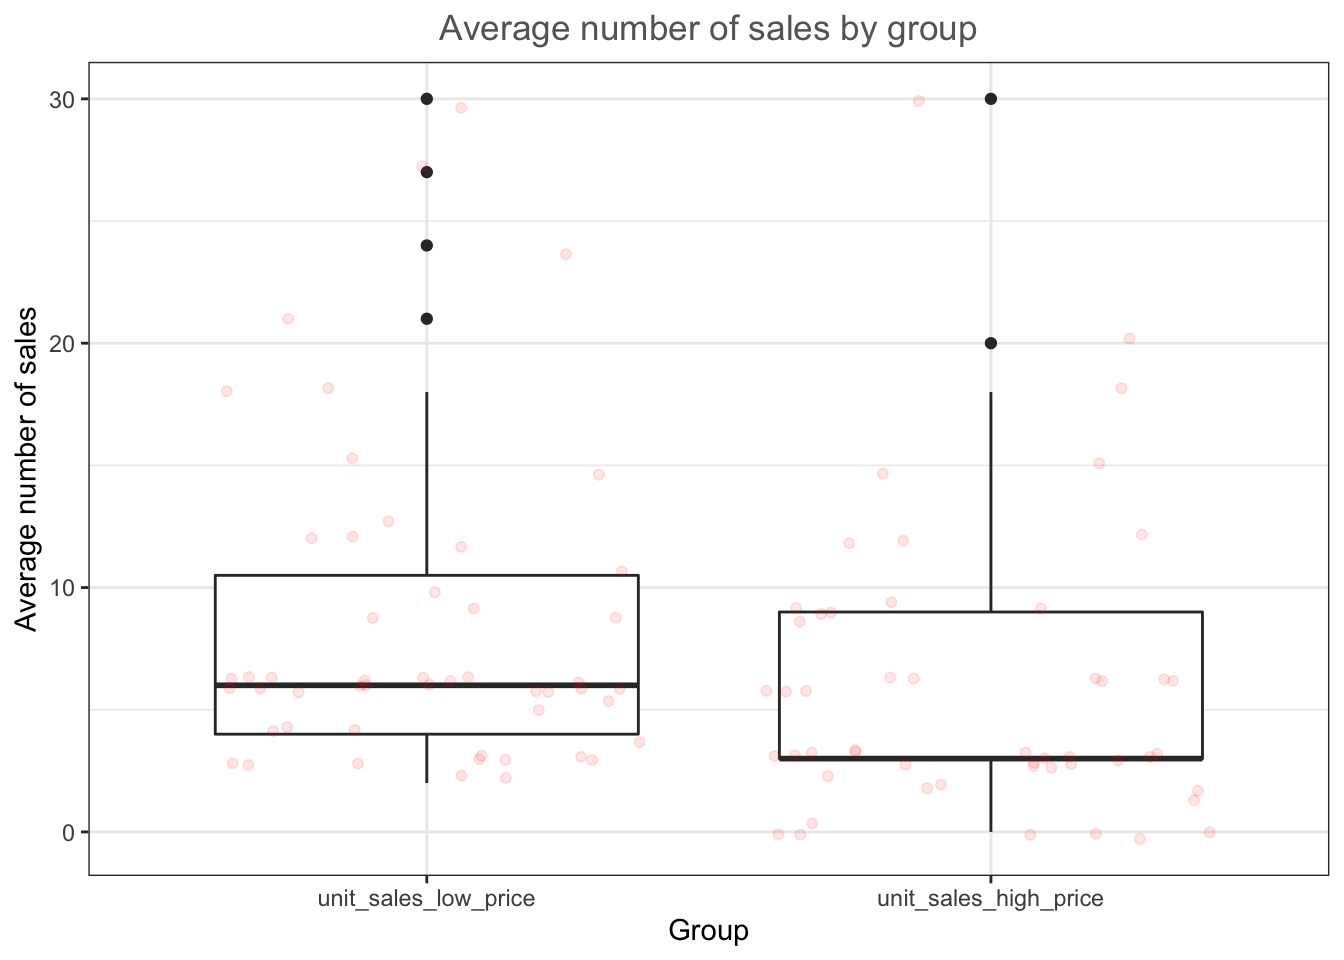 Average number of sales by group
Average number of sales
30
20
10
0
unit_sales_low_price
unit_sales_high_price
Group